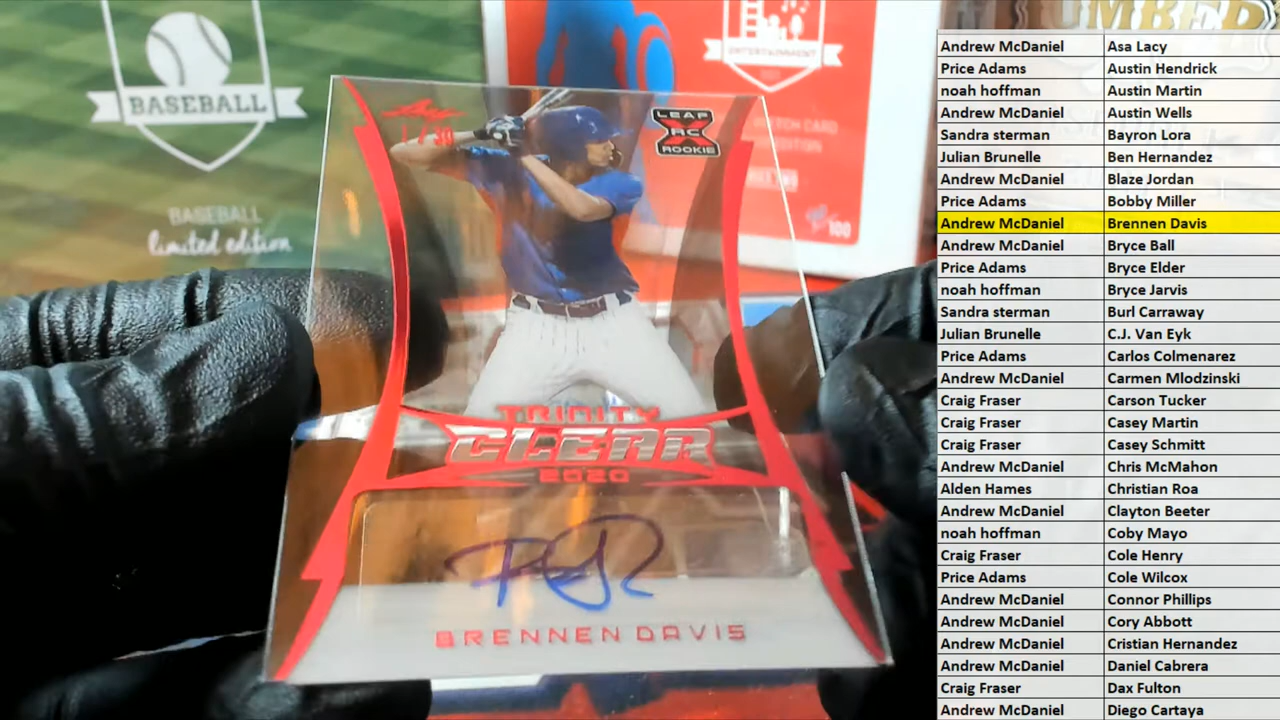 BASEBALL
BASEBALL
limited edition
ENTERTAINMENT
100
Leaf
LEAF
RC
ROOKIE
TRINITY
CLEAR
2020
BRENNEN DAVIS
Andrew McDaniel Asa Lacy
Price Adams Austin Hendrick
noah hoffman Austin Martin
Andrew McDaniel Austin Wells
Sandra sterman Bayron Lora
Julian Brunelle Ben Hernandez
Andrew McDaniel Blaze Jordan
Price Adams Bobby Miller
Andrew McDaniel Brennen Davis
Andrew McDaniel Bryce Ball
Price Adams Bryce Elder
noah hoffman Bryce Jarvis
Sandra sterman Burl Carraway
Julian Brunelle C.J. Van Eyk
Price Adams Carlos Colmenarez
Andrew McDaniel Carmen Mlodzinski
Craig Fraser Carson Tucker
Craig Fraser Casey Martin
Craig Fraser Casey Schmitt
Andrew McDaniel Chris McMahon
Alden Hames Christian Roa
Andrew McDaniel Clayton Beeter
noah hoffman Coby Mayo
Craig Fraser Cole Henry
Price Adams Cole Wilcox
Andrew McDaniel Connor Phillips
Andrew McDaniel Cory Abbott
Andrew McDaniel Cristian Hernandez
Andrew McDaniel Daniel Cabrera
Craig Fraser Dax Fulton
Andrew McDaniel Diego Cartaya